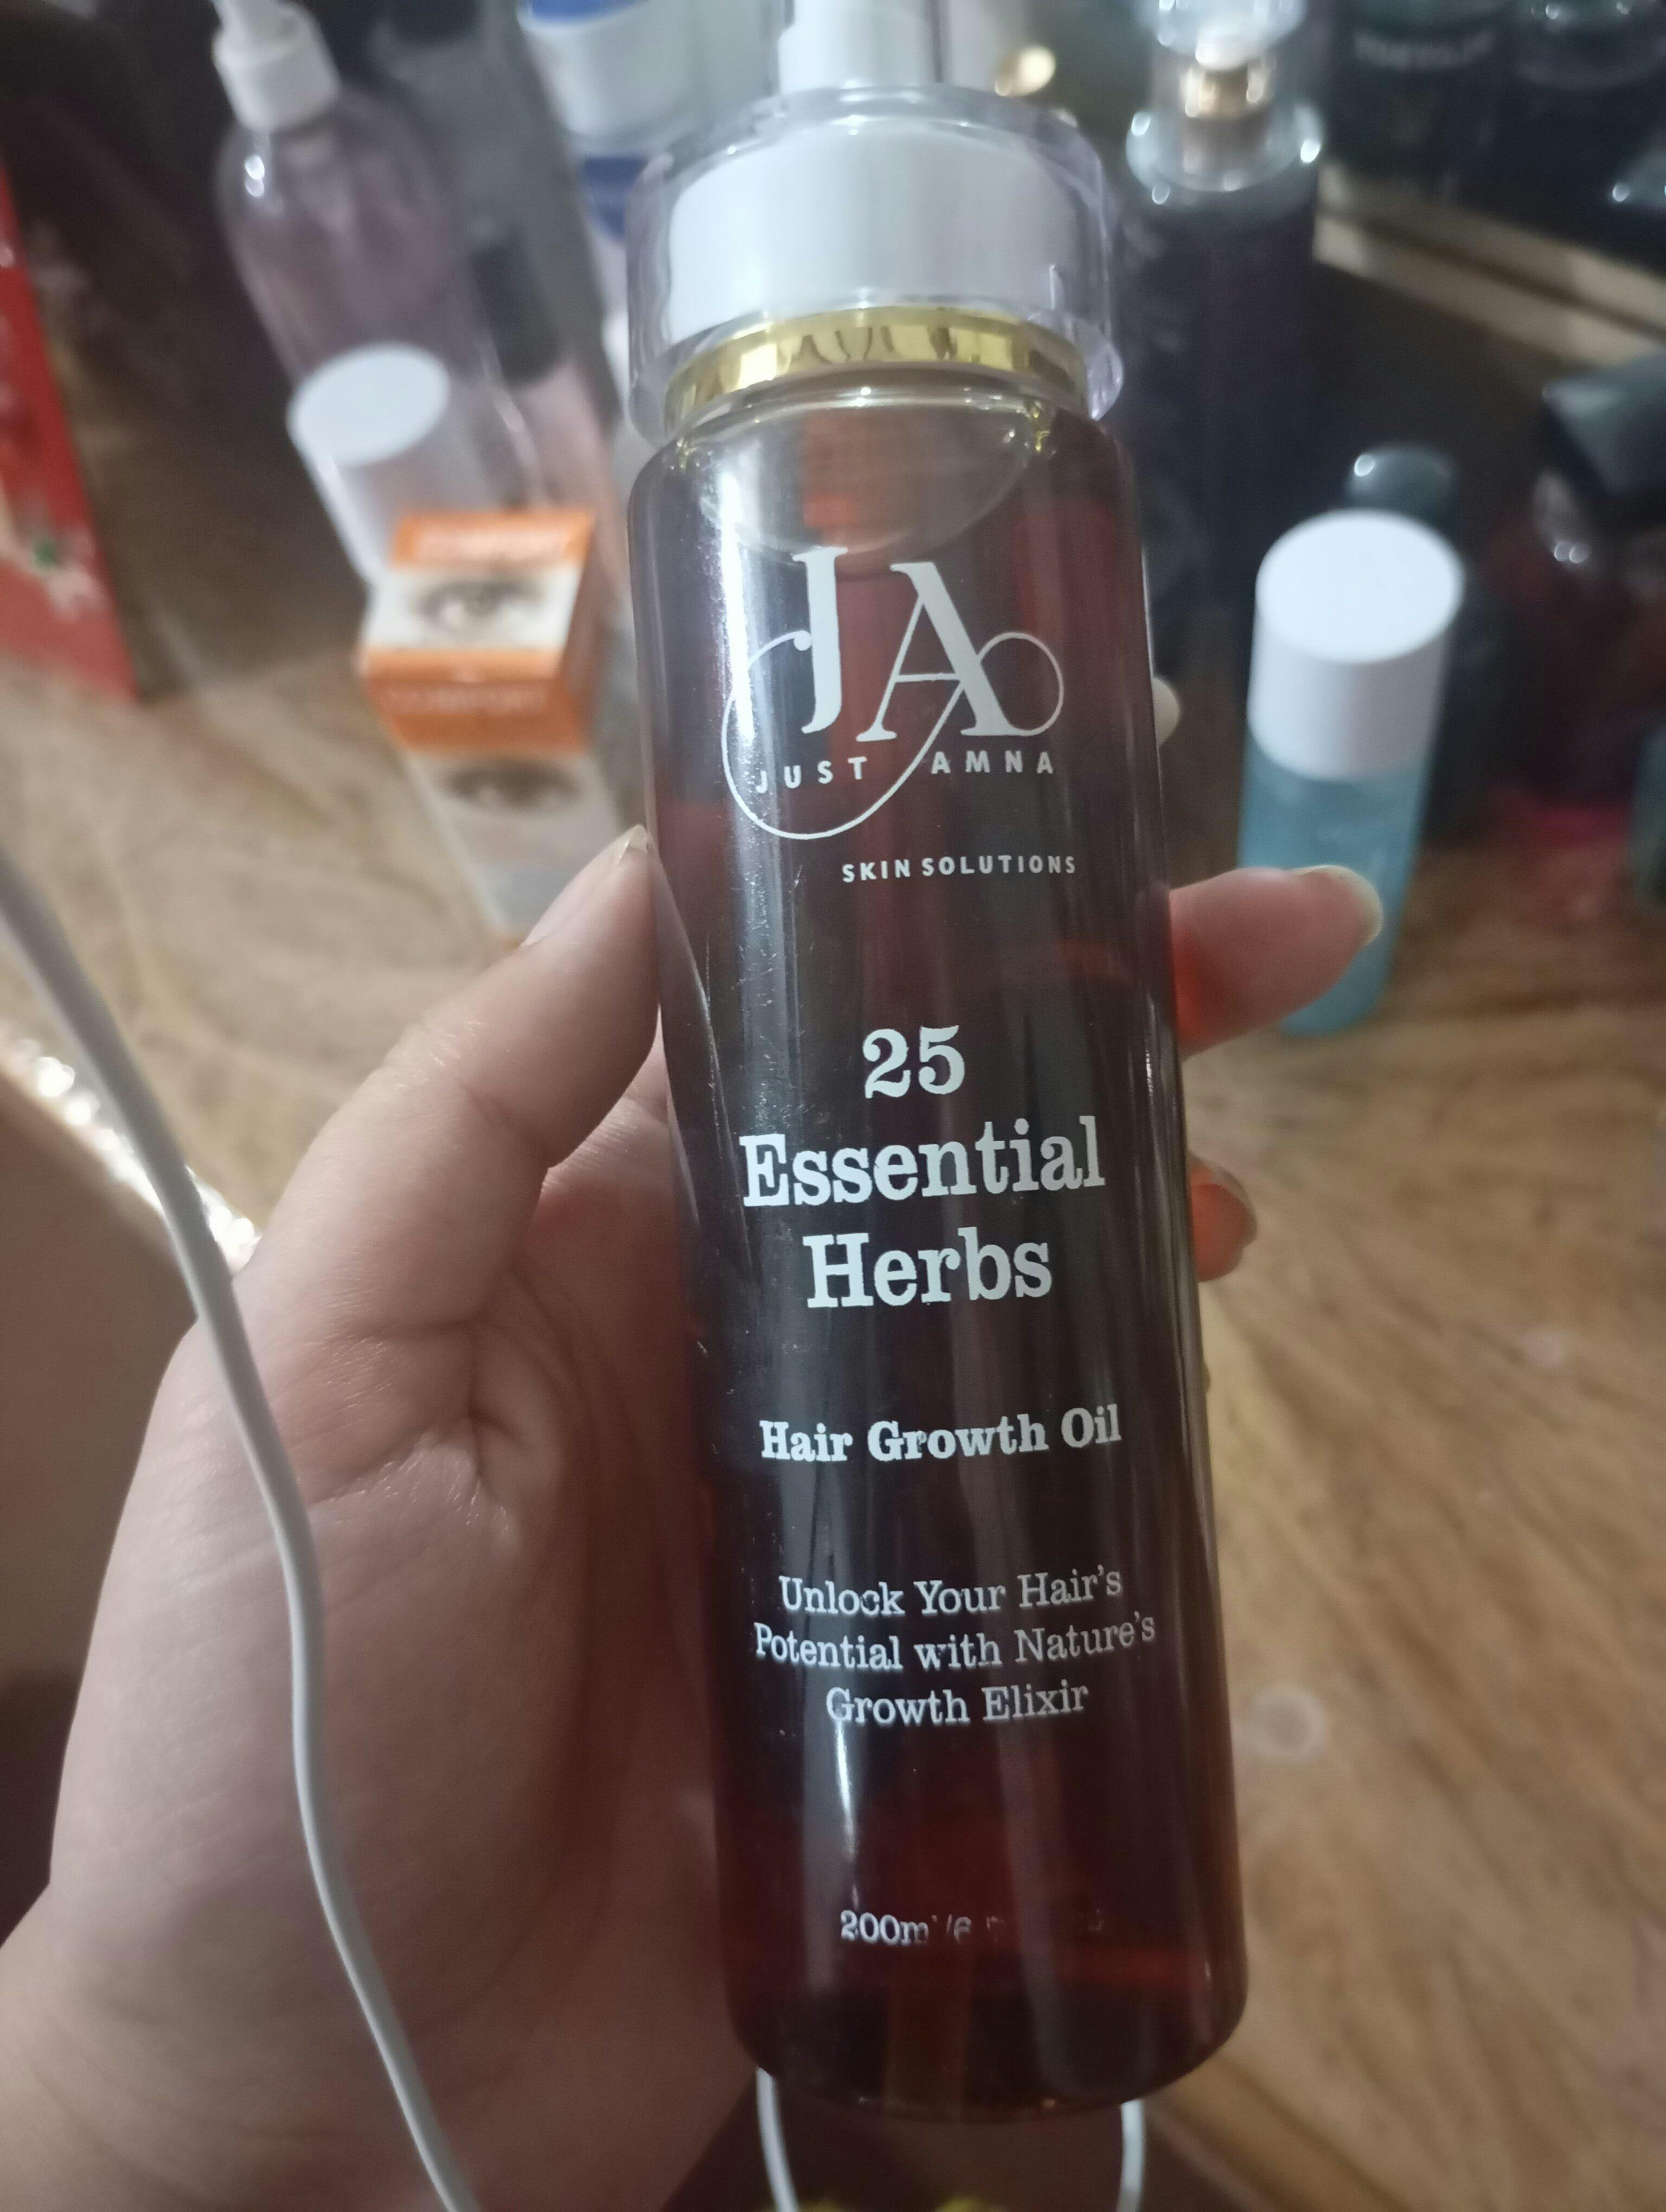 JA
JUST AMNA
SKIN SOLUTIONS
25
Essential
Herbs
Hair Growth Oil
Unlock Your Hair's
Potential with Nature's
Growth Elixir